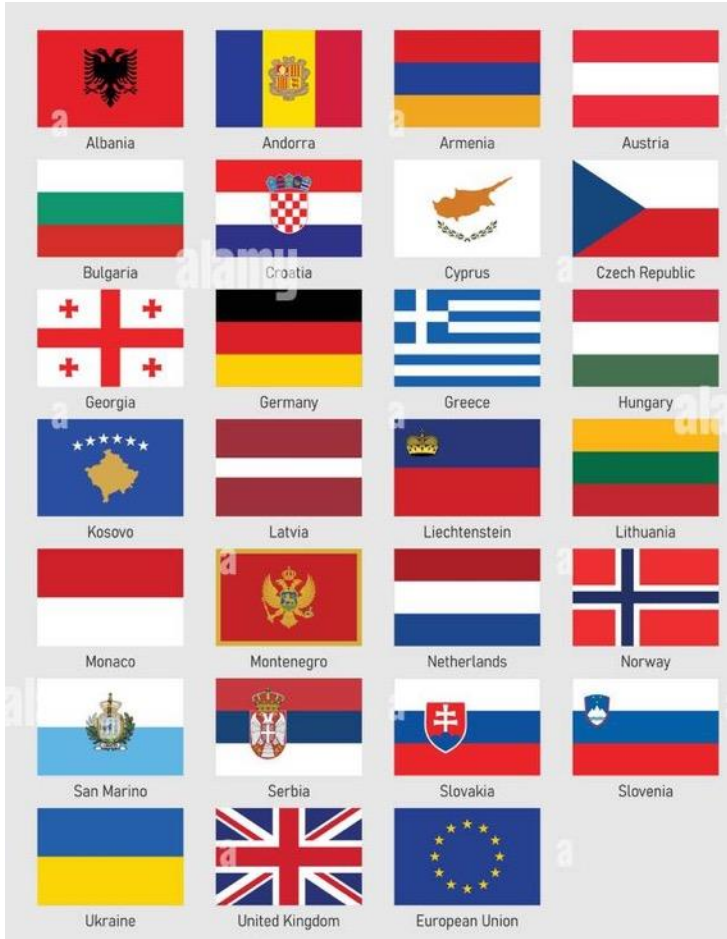 Albania Andorra Armenia Austria
Bulgaria Croatia Cyprus Czech Republic
alamy
Georgia Germany Greece Hungary
Kosovo Latvia Liechtenstein Lithuania
Monaco Montenegro Netherlands Norway
San Marino Serbia Slovakia Slovenia
Ukraine United Kingdom European Union